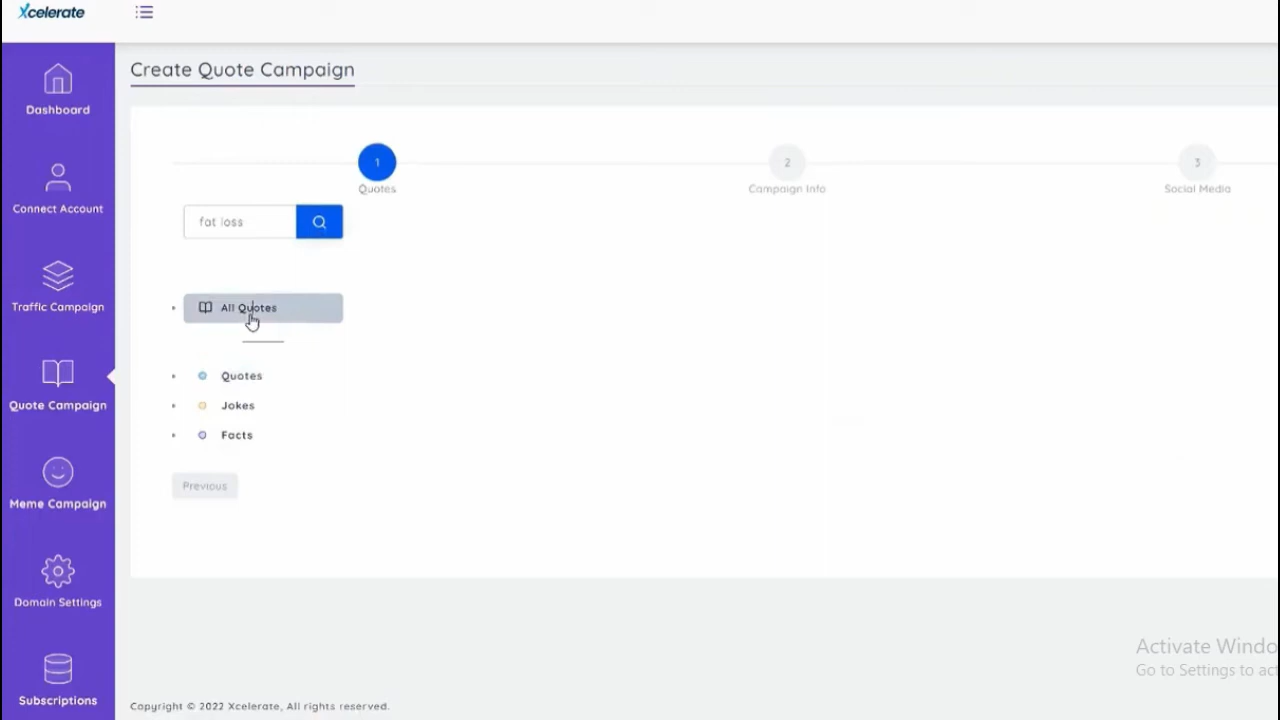 Xcelerate
Create Quote Campaign
Dashboard
Connect Account
Traffic Campaign
Quote Campaign
Meme Campaign
Domain Settings
Subscriptions
1
Quotes
2
Campaign Info
3
Social Media
fat loss
All Quotes
Quotes
Jokes
Facts
Previous
Activate Windo
Go to Settings to act
Copyright © 2022 Xcelerate, All rights reserved.